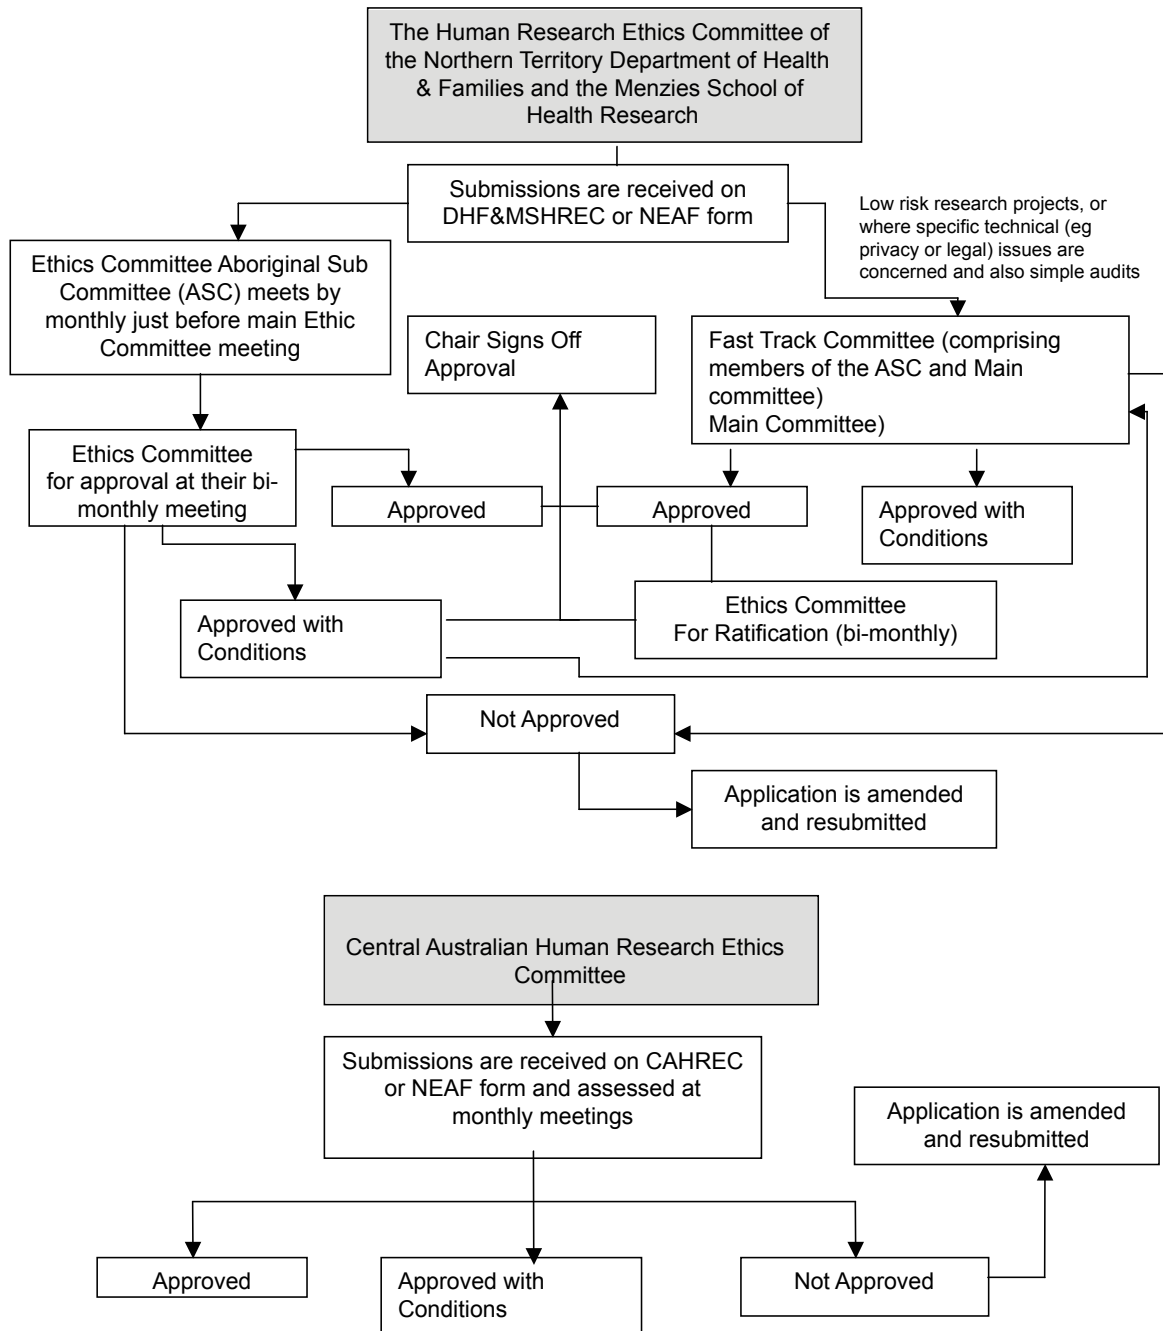 The Human Research Ethics Committee of
the Northern Territory Department of Health
& Families and the Menzies School of
Health Research
Submissions are received on
DHF&MSHREC or NEAF form
Low risk research projects, or
where specific technical (eg
privacy or legal) issues are
concerned and also simple audits
Ethics Committee Aboriginal Sub
Committee (ASC) meets by
monthly just before main Ethic
Committee meeting
Chair Signs Off
Approval
Fast Track Committee (comprising
members of the ASC and Main
committee)
Main Committee)
Ethics Committee
for approval at their bi-
monthly meeting
Approved
Approved
Approved with
Conditions
Approved with
Conditions
Ethics Committee
For Ratification (bi-monthly)
Not Approved
Application is amended
and resubmitted
Central Australian Human Research Ethics
Committee
Submissions are received on CAHREC
or NEAF form and assessed at
monthly meetings
Application is amended
and resubmitted
Approved
Approved with
Conditions
Not Approved